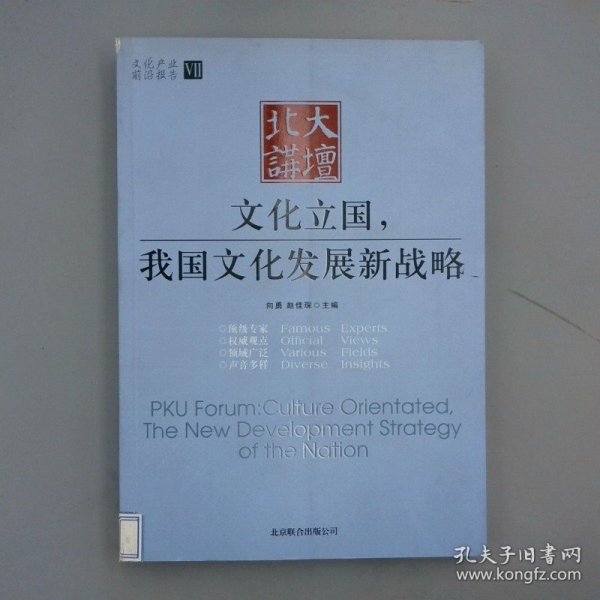 文化产业
前沿报告 VII
北大
講壇
文化立国，
我国文化发展新战略
向勇 赵佳琛◎主编
◎顶级专家 Famous Experts
◎权威观点 Official Views
◎领域广泛 Various Fields
◎声音多样 Diverse Insights
PKU Forum:Culture Orientated,
The New Development Strategy
of the Nation
北京联合出版公司
孔夫子旧书网
www.kongfz.com